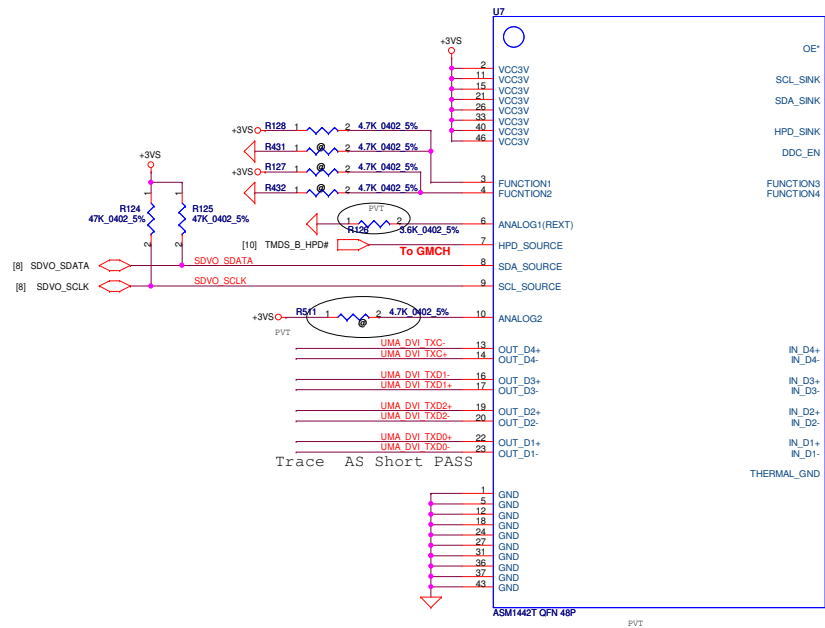 U7
OE*
+3VS
2 VCC3V
11 VCC3V SCL_SINK
15 VCC3V
21 VCC3V SDA_SINK
26 VCC3V
33 VCC3V
40 VCC3V HPD_SINK
46 VCC3V
DDC_EN
+3VS R128 1 2 4.7K_0402_5%
R431 1 @ 2 4.7K_0402_5%
+3VS R127 1 2 4.7K_0402_5%
R432 1 @ 2 4.7K_0402_5%
3 FUNCTION1 FUNCTION3
4 FUCNTION2 FUNCTION4
+3VS
1 1
R124 R125
47K_0402_5% 47K_0402_5%
2 2
PVT
1 R126 2 3.6K_0402_5% 6 ANALOG1(REXT)
[10] TMDS_B_HPD# To GMCH 7 HPD_SOURCE
[8] SDVO_SDATA SDVO_SDATA 8 SDA_SOURCE
[8] SDVO_SCLK SDVO_SCLK 9 SCL_SOURCE
+3VS R511 1 @ 2 4.7K_0402_5% 10 ANALOG2
PVT
UMA_DVI_TXC- 13 OUT_D4+ IN_D4+
UMA_DVI_TXC+ 14 OUT_D4- IN_D4-
UMA_DVI_TXD1- 16 OUT_D3+ IN_D3+
UMA_DVI_TXD1+ 17 OUT_D3- IN_D3-
UMA_DVI_TXD2+ 19 OUT_D2+ IN_D2+
UMA_DVI_TXD2- 20 OUT_D2- IN_D2-
UMA_DVI_TXD0+ 22 OUT_D1+ IN_D1+
UMA_DVI_TXD0- 23 OUT_D1- IN_D1-
Trace AS Short PASS
THERMAL_GND
1 GND
5 GND
12 GND
18 GND
24 GND
27 GND
31 GND
36 GND
37 GND
43 GND
ASM1442T QFN 48P
PVT